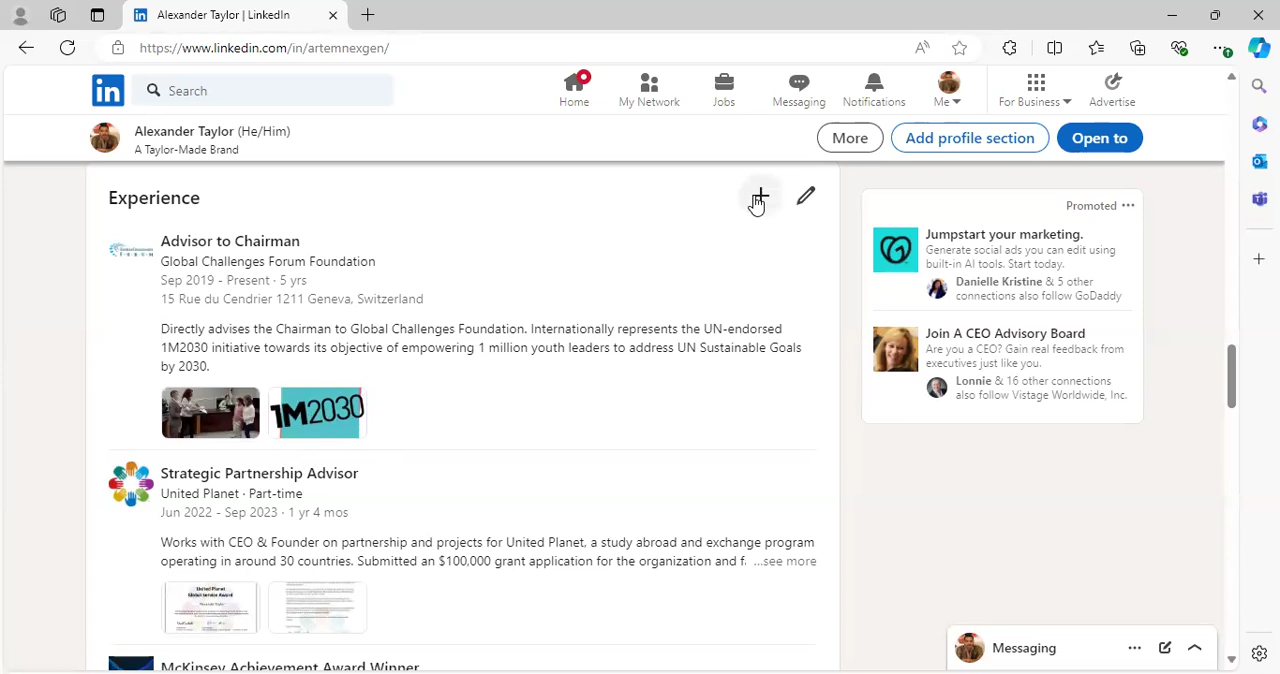 Alexander Taylor | LinkedIn
https://www.linkedin.com/in/artemnexgen/
Search
Home
My Network
Jobs
Messaging
Notifications
Me
For Business
Advertise
Alexander Taylor (He/Him)
A Taylor-Made Brand
More
Add profile section
Open to
Experience
Advisor to Chairman
Global Challenges Forum Foundation
Sep 2019 - Present · 5 yrs
15 Rue du Cendrier 1211 Geneva, Switzerland
Directly advises the Chairman to Global Challenges Foundation. Internationally represents the UN-endorsed
1M2030 initiative towards its objective of empowering 1 million youth leaders to address UN Sustainable Goals
by 2030.
1M2030
Strategic Partnership Advisor
United Planet · Part-time
Jun 2022 - Sep 2023 · 1 yr 4 mos
Works with CEO & Founder on partnership and projects for United Planet, a study abroad and exchange program
operating in around 30 countries. Submitted an $100,000 grant application for the organization and f. ...see more
United Planet
Global Service Award
McKinsey Achievement Award Winner
Promoted
Jumpstart your marketing.
Generate social ads you can edit using
built-in AI tools. Start today.
Danielle Kristine & 5 other
connections also follow GoDaddy
Join A CEO Advisory Board
Are you a CEO? Gain real feedback from
executives just like you.
Lonnie & 16 other connections
also follow Vistage Worldwide, Inc.
Messaging